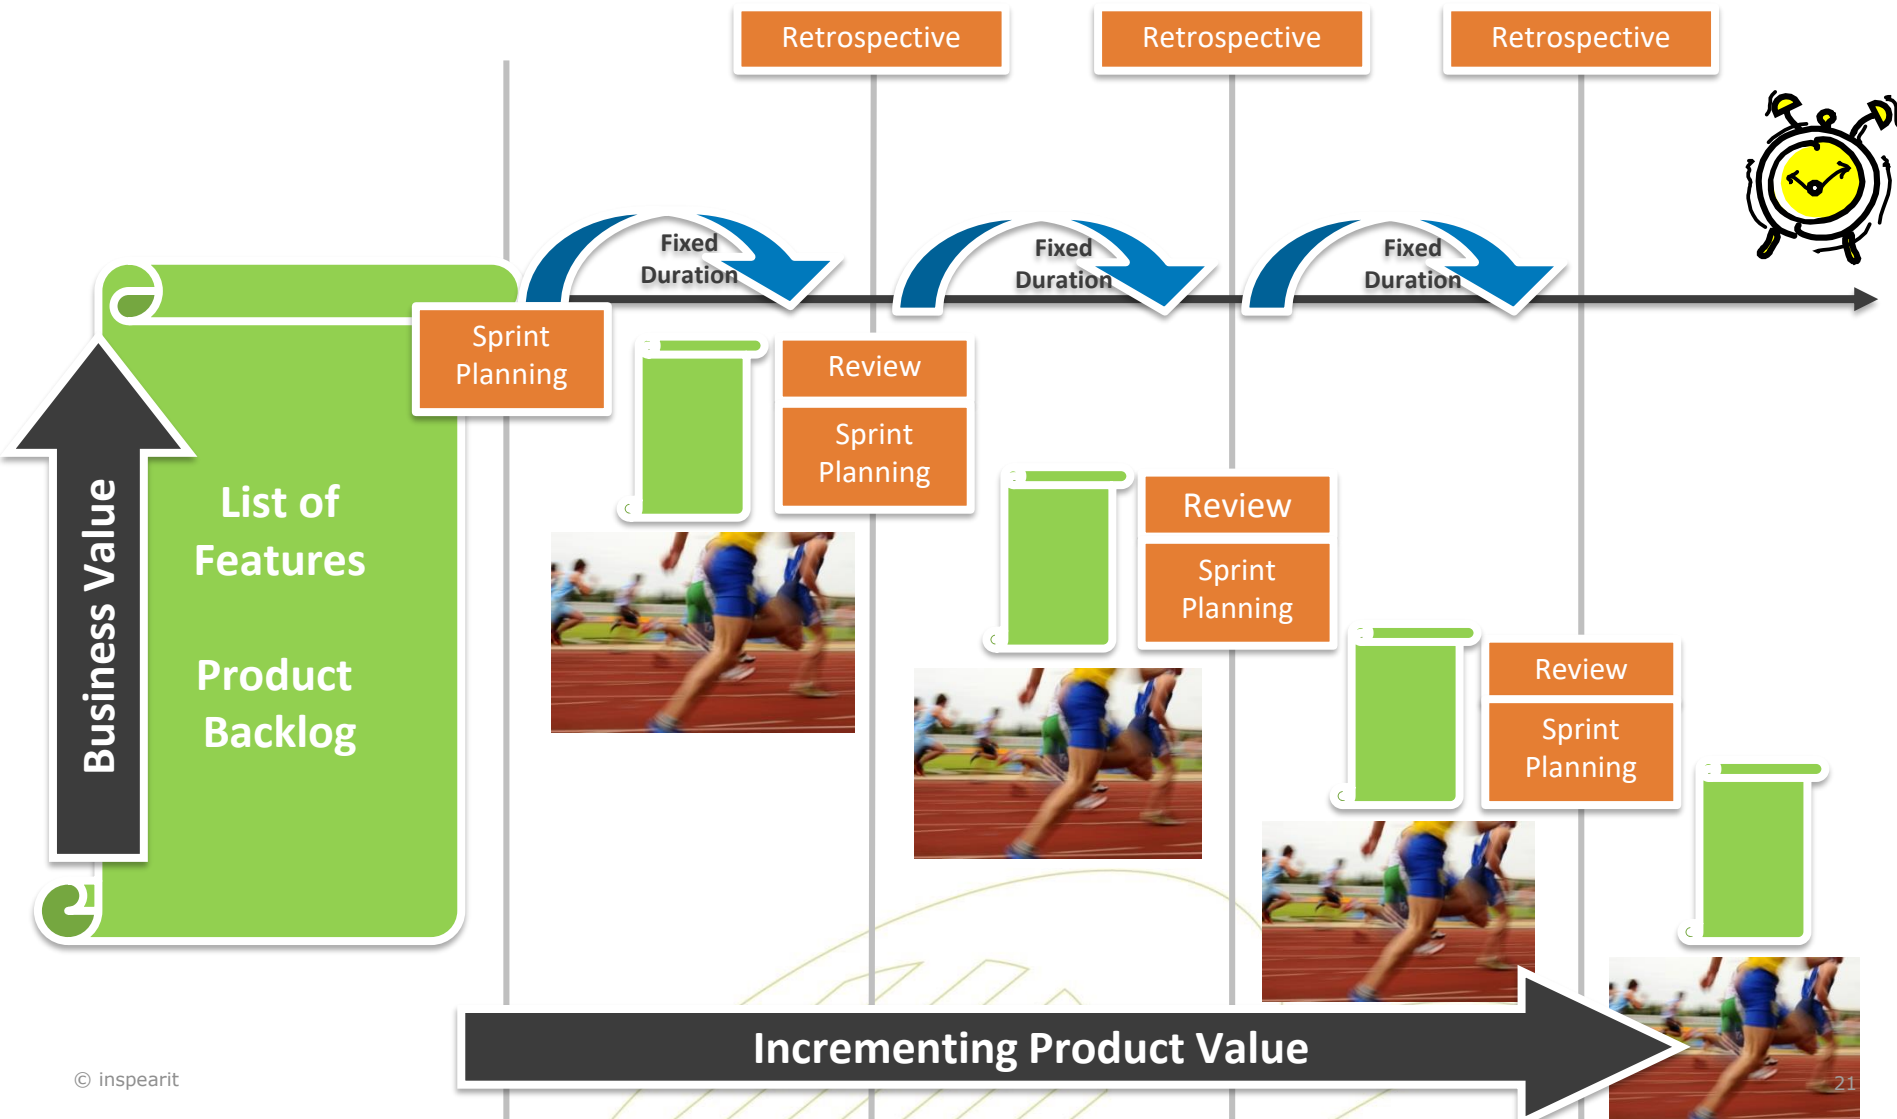 Retrospective
Retrospective
Retrospective
Fixed
Duration
Fixed
Duration
Fixed
Duration
Sprint
Planning
Review
Sprint
Planning
Review
Sprint
Planning
Review
Sprint
Planning
Business Value
List of
Features
Product
Backlog
Incrementing Product Value
© inspearit
21